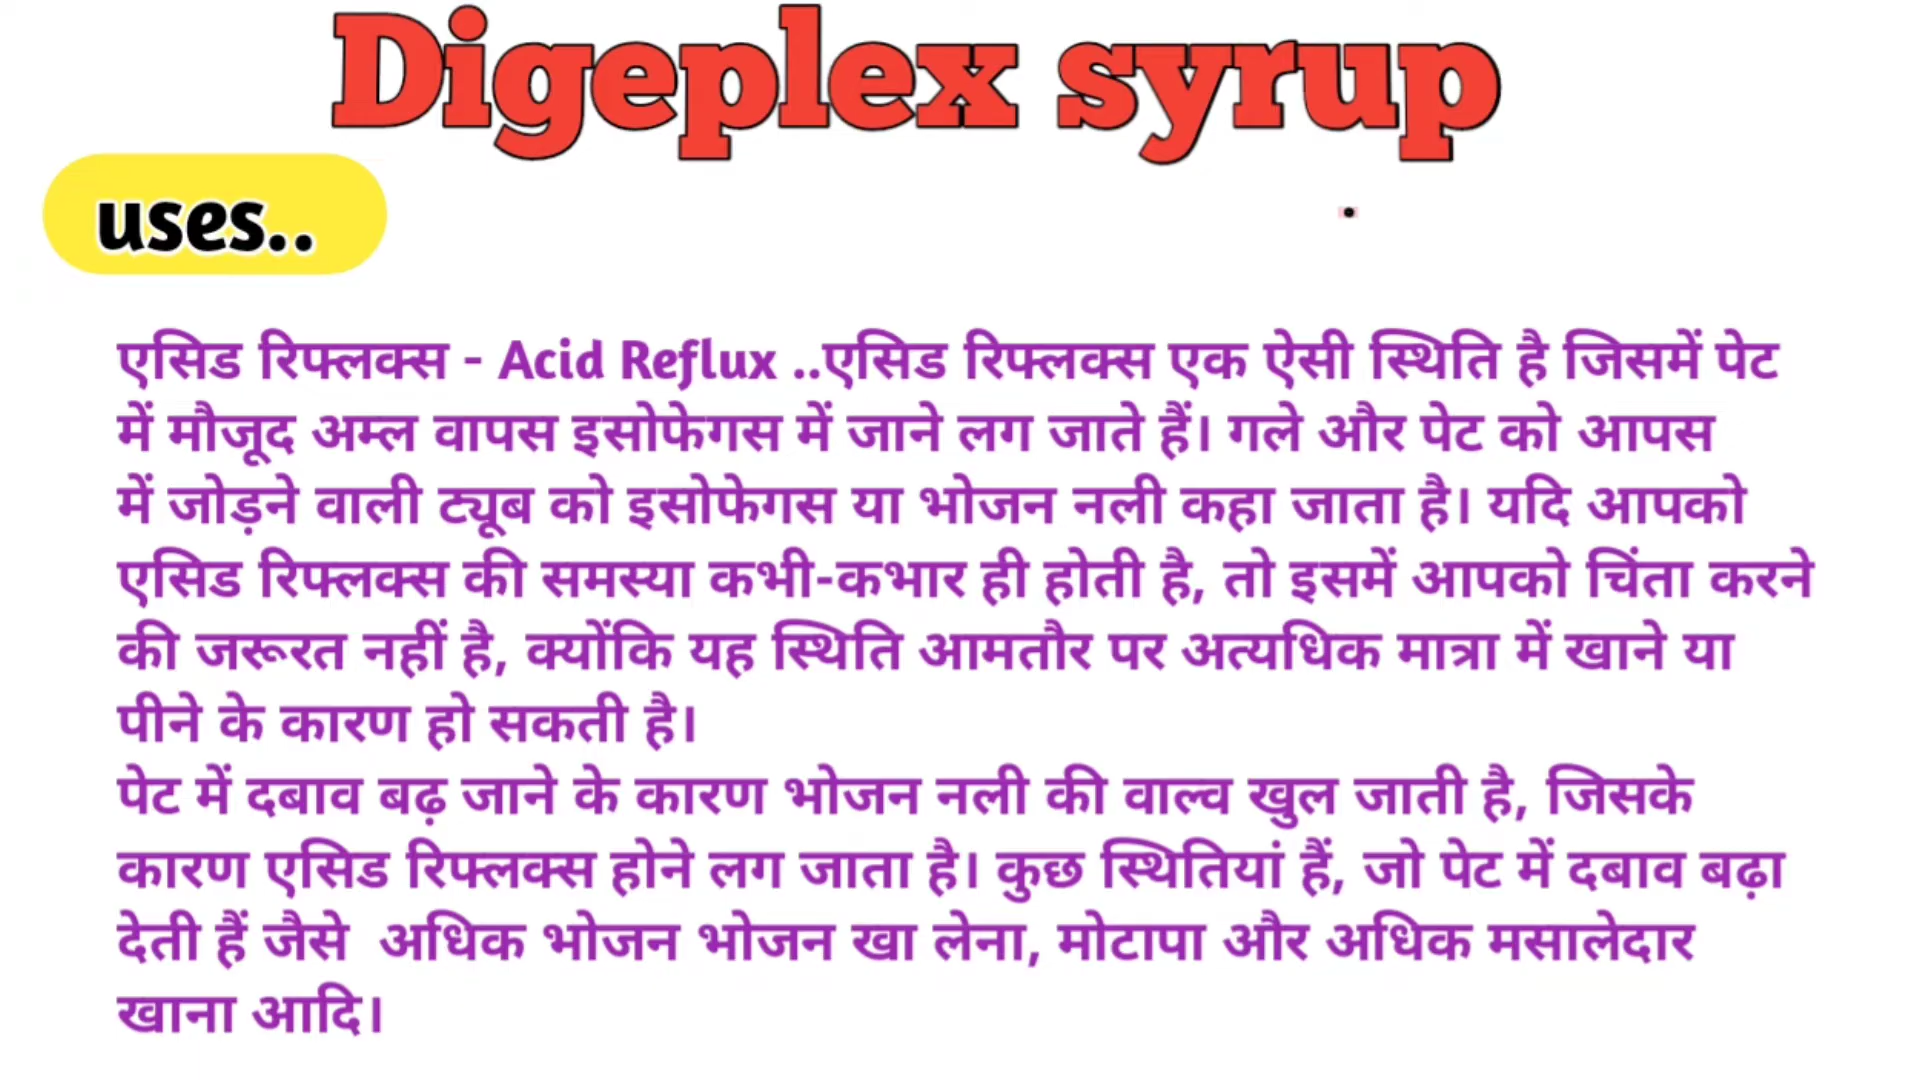 Digeplex syrup
uses..
एसिड रिफ्लक्स - Acid Reflux ..एसिड रिफ्लक्स एक ऐसी स्थिति है जिसमें पेट
में मौजूद अम्ल वापस इसोफेगस में जाने लग जाते हैं। गले और पेट को आपस
में जोड़ने वाली ट्यूब को इसोफेगस या भोजन नली कहा जाता है। यदि आपको
एसिड रिफ्लक्स की समस्या कभी-कभार ही होती है, तो इसमें आपको चिंता करने
की जरूरत नहीं है, क्योंकि यह स्थिति आमतौर पर अत्यधिक मात्रा में खाने या
पीने के कारण हो सकती है।
पेट में दबाव बढ़ जाने के कारण भोजन नली की वाल्व खुल जाती है, जिसके
कारण एसिड रिफ्लक्स होने लग जाता है। कुछ स्थितियां हैं, जो पेट में दबाव बढ़ा
देती हैं जैसे  अधिक भोजन भोजन खा लेना, मोटापा और अधिक मसालेदार
खाना आदि।